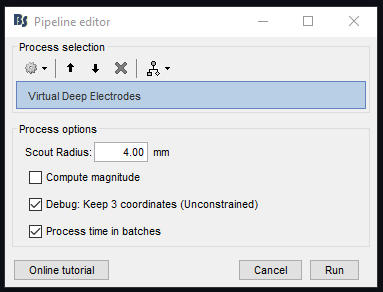 BS Pipeline editor
Process selection
Virtual Deep Electrodes
Process options
Scout Radius: 4.00 mm
Compute magnitude
Debug: Keep 3 coordinates (Unconstrained)
Process time in batches
Online tutorial Cancel Run